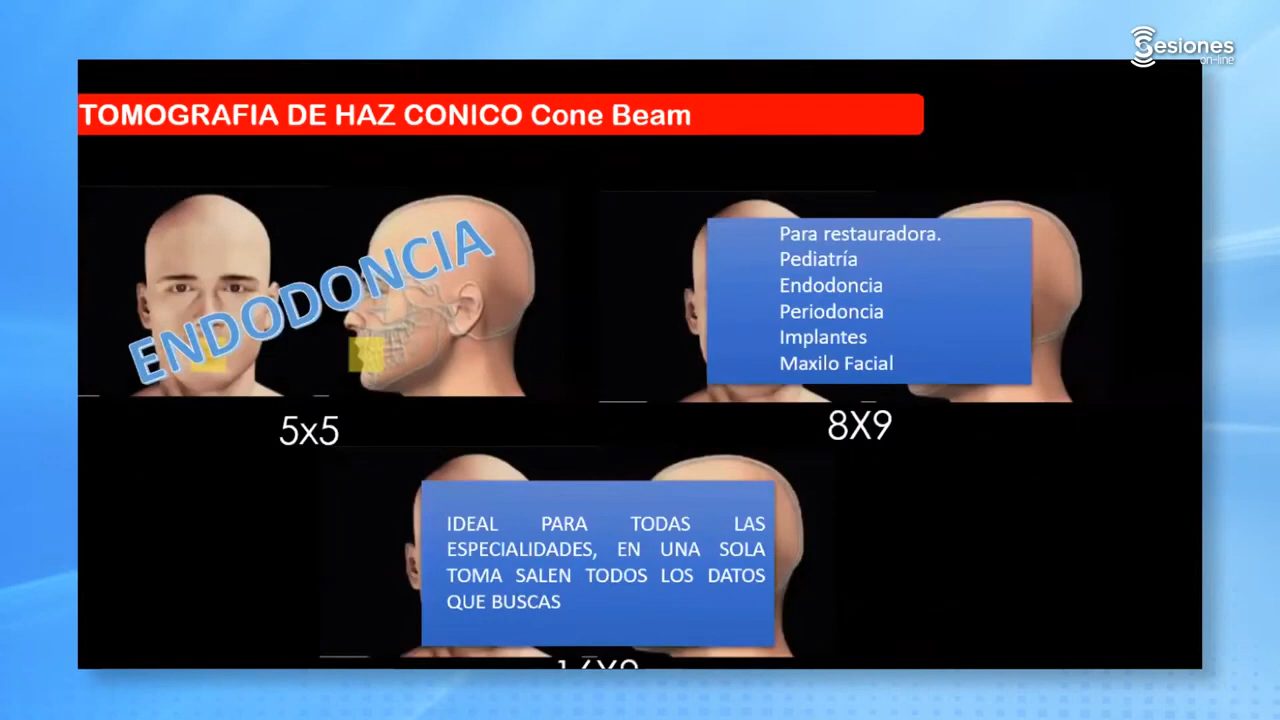 Sesiones
on-line
TOMOGRAFIA DE HAZ CONICO Cone Beam
ENDODONCIA
5x5
Para restauradora.
Pediatría
Endodoncia
Periodoncia
Implantes
Maxilo Facial
8X9
IDEAL PARA TODAS LAS
ESPECIALIDADES, EN UNA SOLA
TOMA SALEN TODOS LOS DATOS
QUE BUSCAS